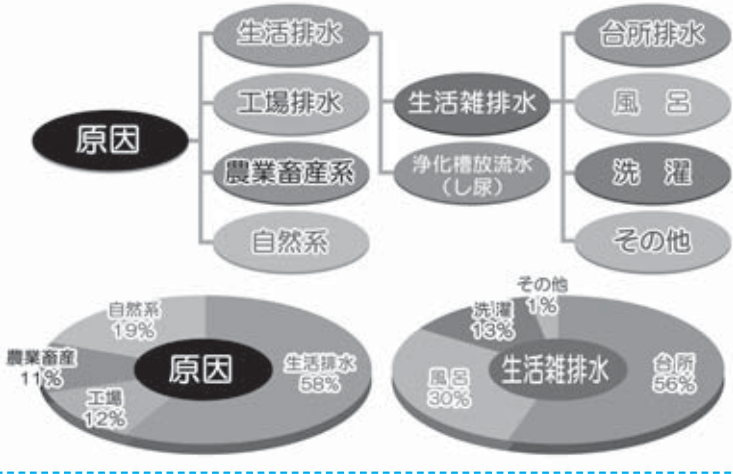 原因
生活排水
工場排水
農業畜産系
自然系
生活雑排水
浄化槽放流水
（し尿）
台所排水
風呂
洗濯
その他
原因
生活排水
58%
工場
12%
農業畜産
11%
自然系
19%
生活雑排水
台所
56%
風呂
30%
洗濯
13%
その他
1%